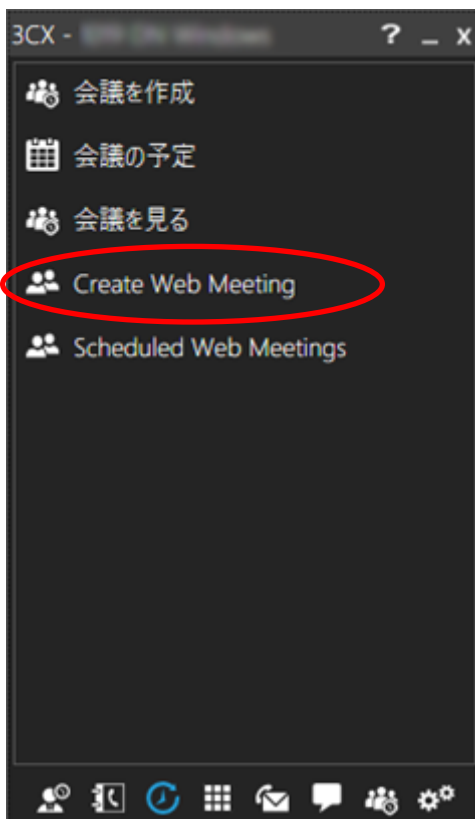 3CX -
? _ x
会議を作成
会議の予定
会議を見る
Create Web Meeting
Scheduled Web Meetings